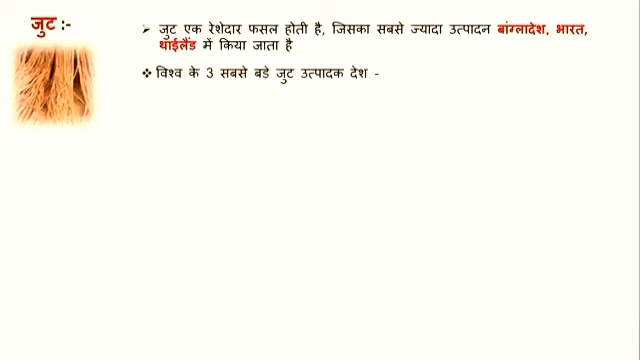 जुट :-
➢ जुट एक रेशेदार फसल होती है, जिसका सबसे ज्यादा उत्पादन बांग्लादेश, भारत,
थाईलैंड में किया जाता है
❖ विश्व के 3 सबसे बडे जुट उत्पादक देश -